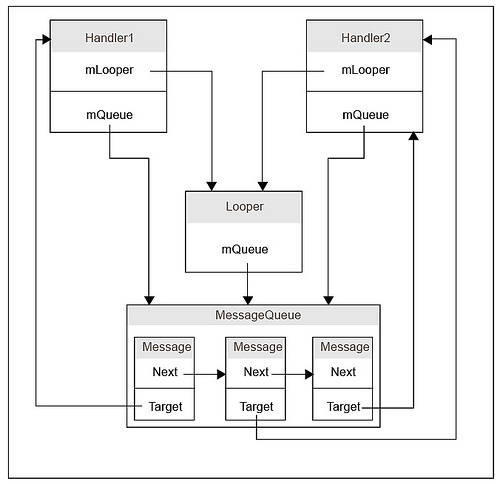 Handler1
mLooper
mQueue
Handler2
mLooper
mQueue
Looper
mQueue
MessageQueue
Message
Next
Target
Message
Next
Target
Message
Next
Target